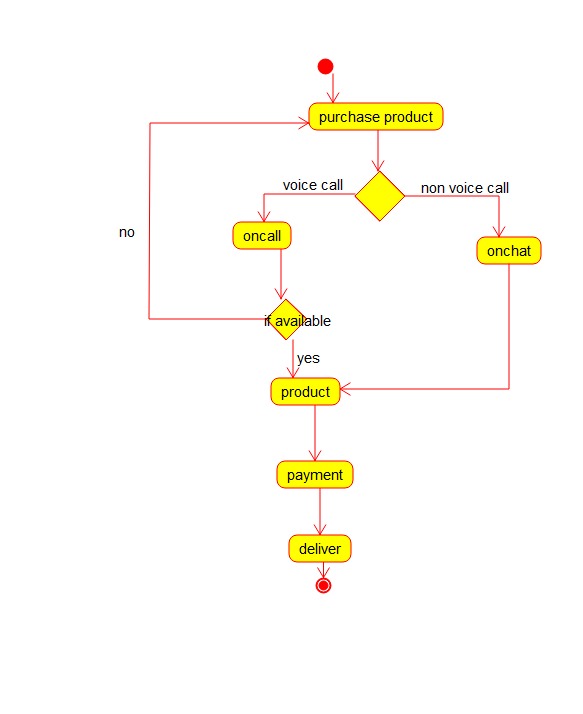 purchase product
voice call
non voice call
oncall
onchat
no
if available
yes
product
payment
deliver